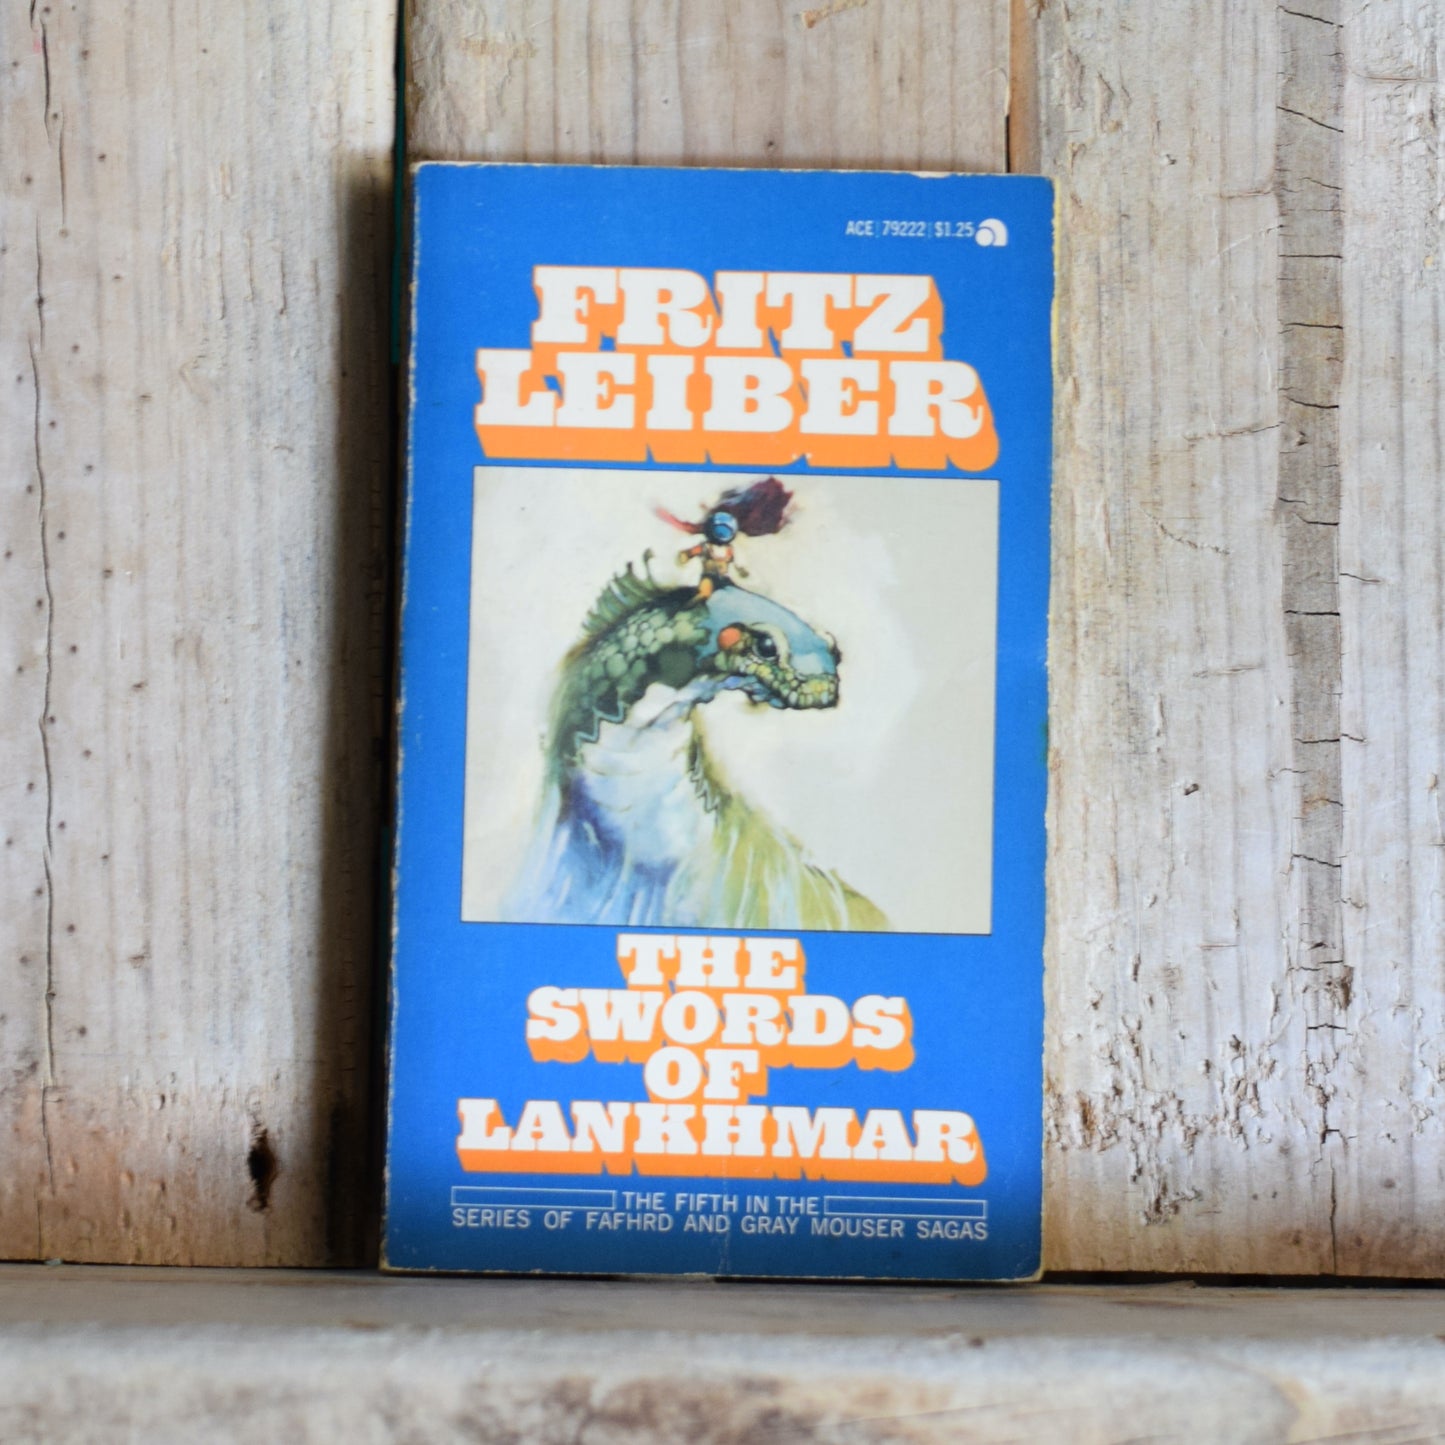 ACE | 79222 | $1.25
FRITZ
LEIBER
THE
SWORDS
OF
LANKHMAR
THE FIFTH IN THE
SERIES OF FAFHRD AND GRAY MOUSER SAGAS